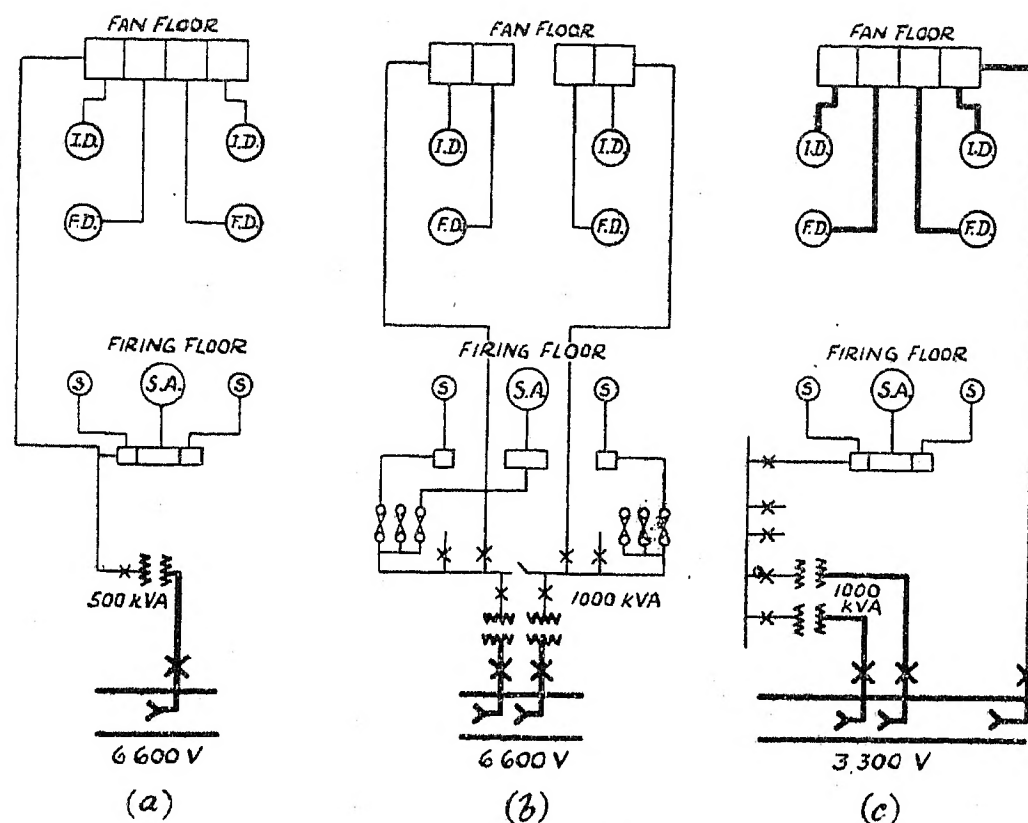 FAN FLOOR
I.D.
I.D.
F.D.
F.D.
FIRING FLOOR
S
S.A.
S
500 KVA
6 600 V
(a)
FAN FLOOR
I.D.
I.D.
F.D.
F.D.
FIRING FLOOR
S
S.A.
S
1000 KVA
6 600 V
(b)
FAN FLOOR
I.D.
I.D.
F.D.
F.D.
FIRING FLOOR
S
S.A.
S
1000
KVA
3,300 V
(c)